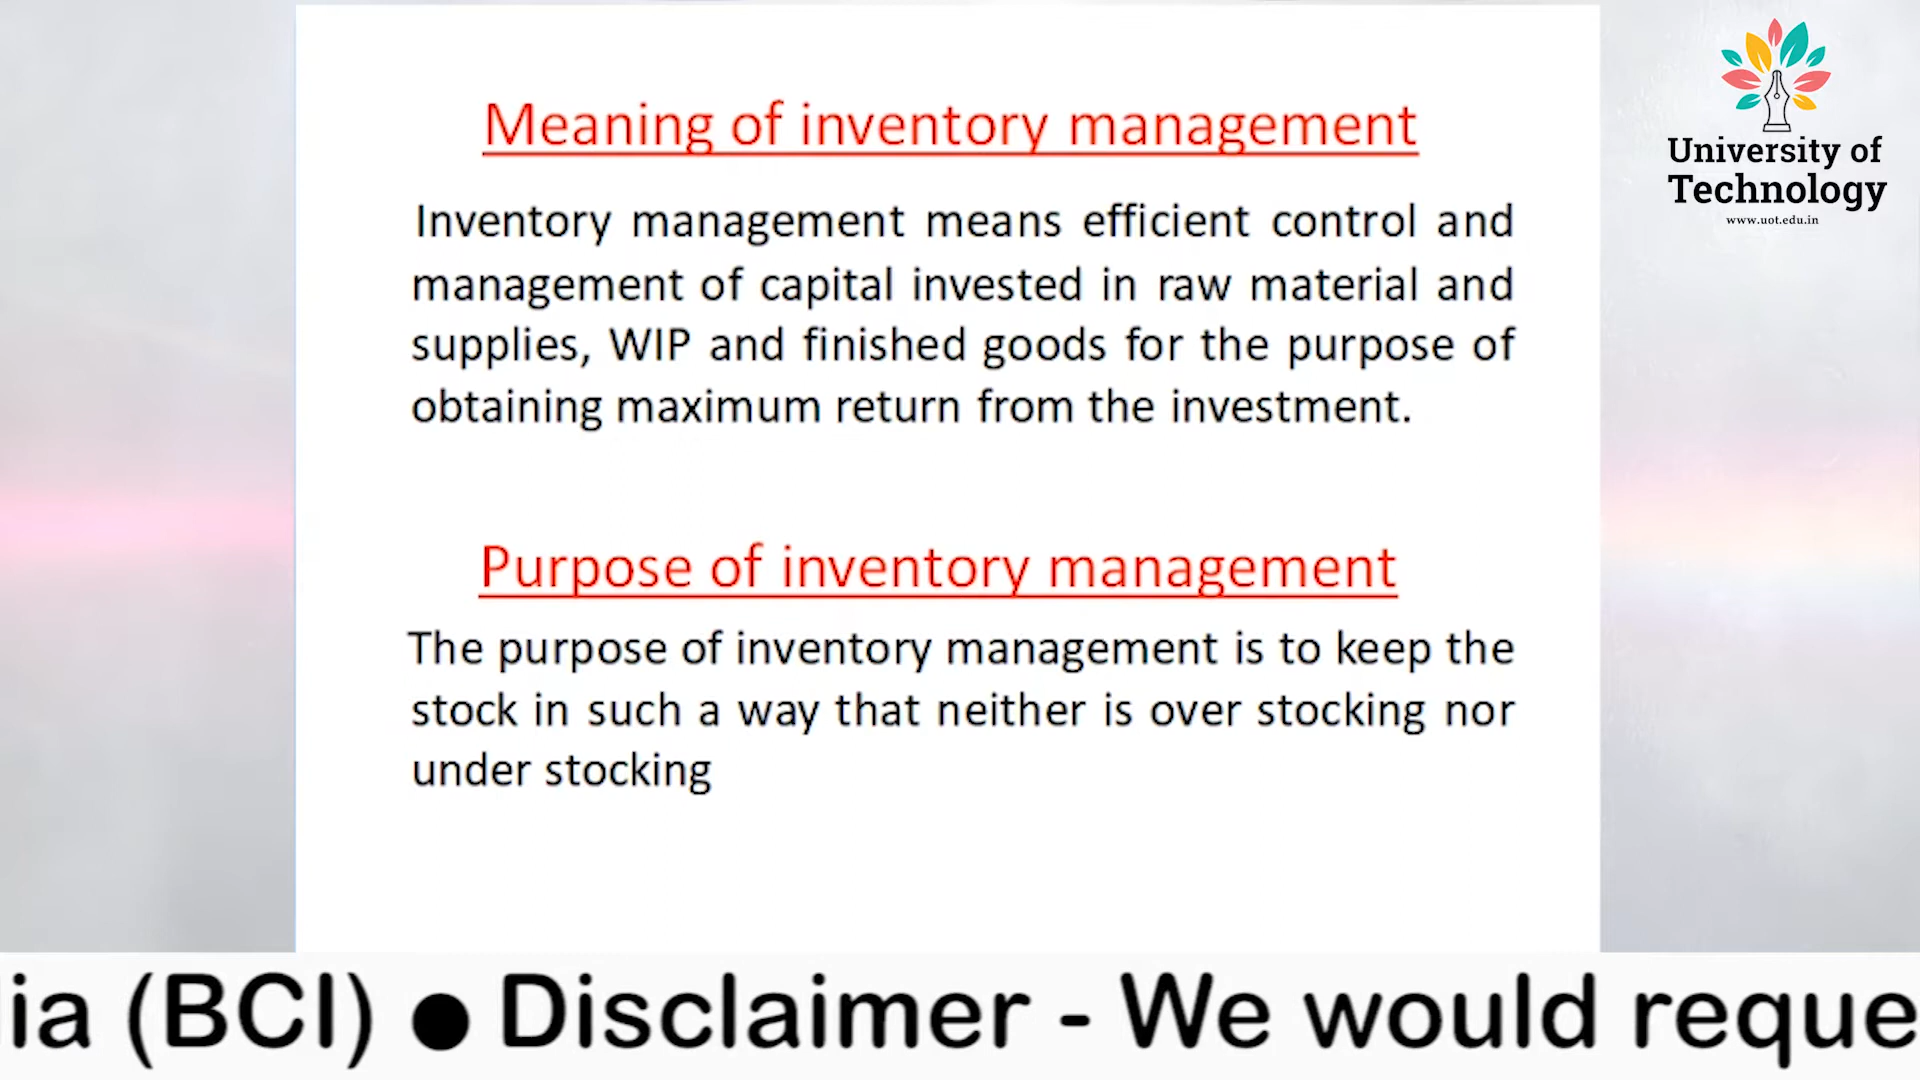 Meaning of inventory management
Inventory management means efficient control and
management of capital invested in raw material and
supplies, WIP and finished goods for the purpose of
obtaining maximum return from the investment.
Purpose of inventory management
The purpose of inventory management is to keep the
stock in such a way that neither is over stocking nor
under stocking
University of
Technology
www.uot.edu.in
(BCI) ● Disclaimer - We would